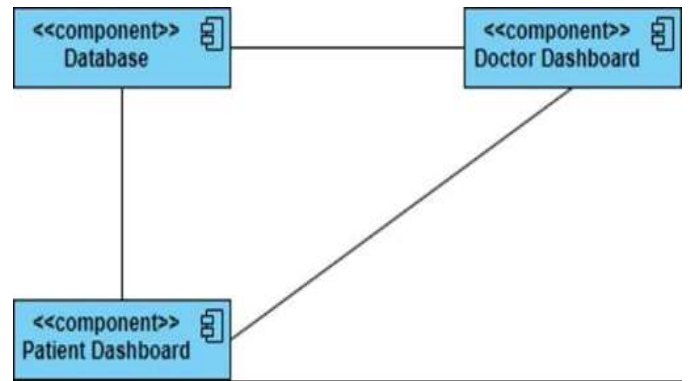 <<component>>
Database
<<component>>
Doctor Dashboard
<<component>>
Patient Dashboard